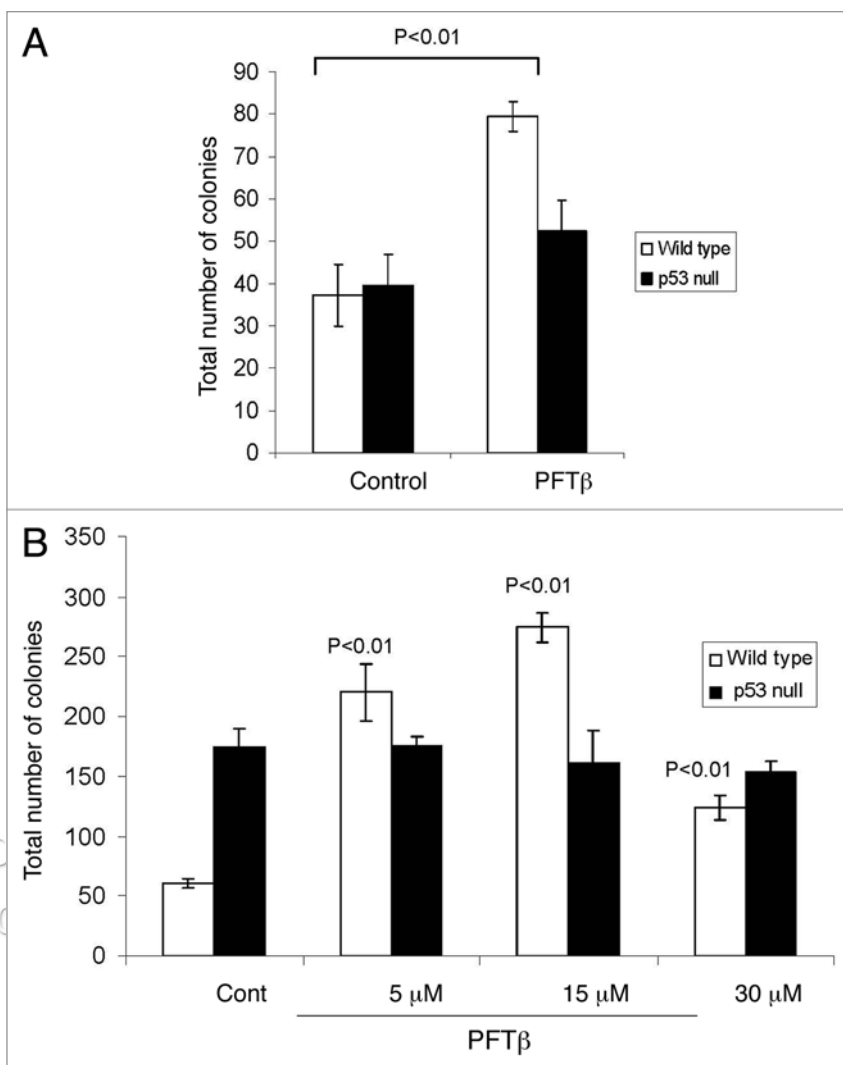 A
P<0.01
90
80
70
60
50
40
30
20
10
0
Total number of colonies
Wild type
p53 null
Control PFTβ
B
350
300
250
200
150
100
50
0
Total number of colonies
P<0.01
P<0.01
P<0.01
Wild type
p53 null
Cont 5 μM 15 μM 30 μM
PFTβ